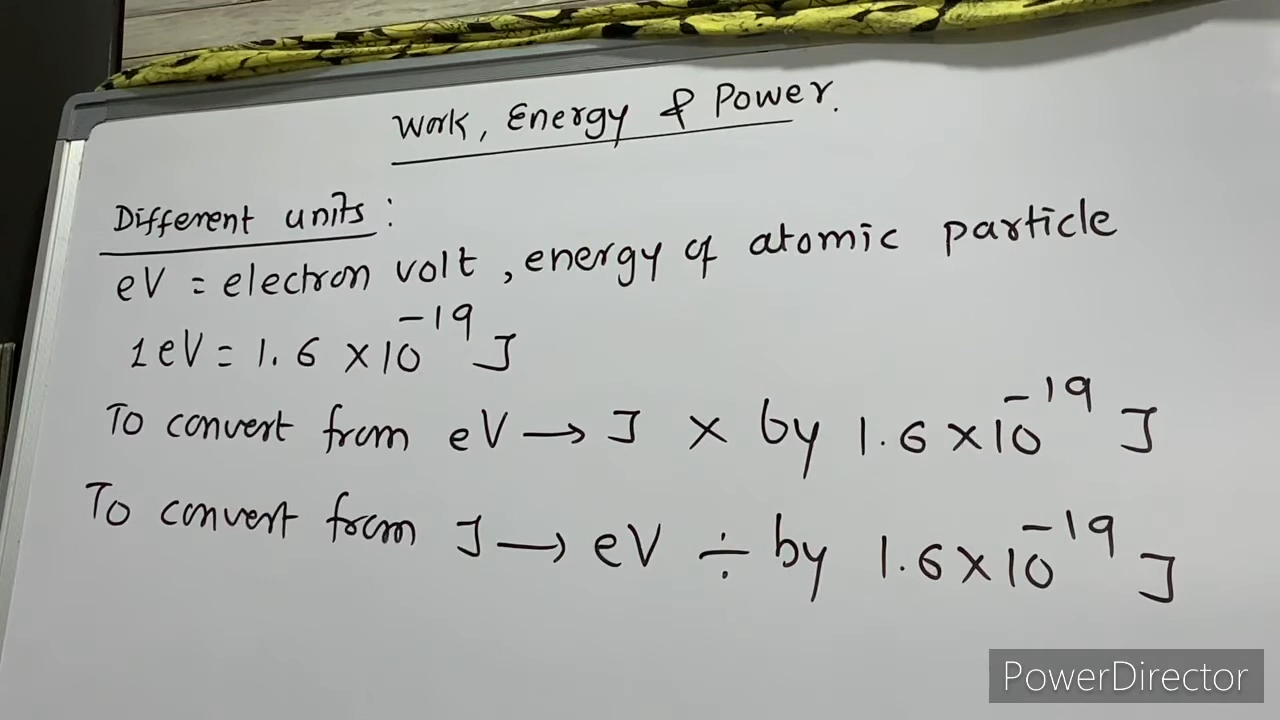 Work, Energy & Power.
Different units :
eV = electron volt , energy of atomic particle
1eV = 1.6 ×10⁻¹⁹ J
To convert from eV → J × by 1.6×10⁻¹⁹ J
To convert from J → eV ÷ by 1.6×10⁻¹⁹ J
PowerDirector